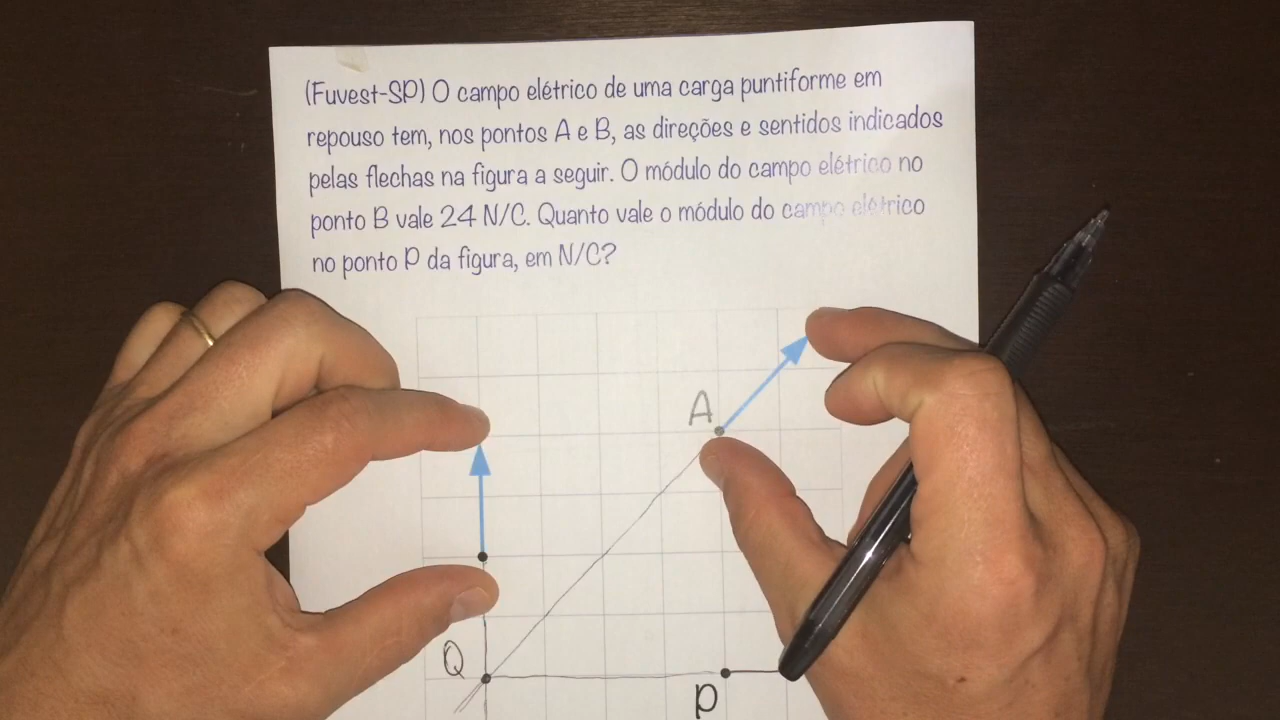 (Fuvest-SP) O campo elétrico de uma carga puntiforme em
repouso tem, nos pontos A e B, as direções e sentidos indicados
pelas flechas na figura a seguir. O módulo do campo elétrico no
ponto B vale 24 N/C. Quanto vale o módulo do campo elétrico
no ponto P da figura, em N/C?
A
Q
P